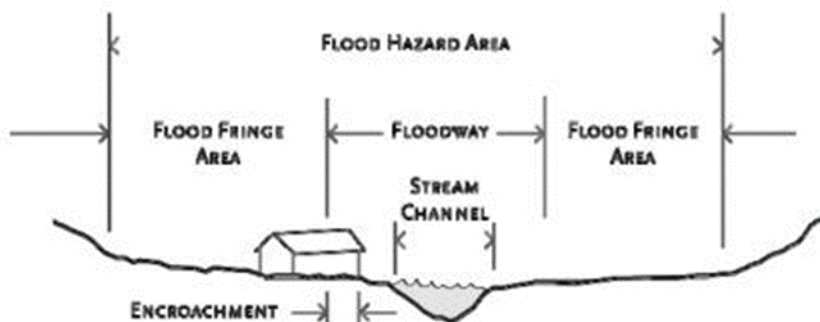 FLOOD HAZARD AREA
FLOOD FRINGE
AREA
FLOODWAY
FLOOD FRINGE
AREA
STREAM
CHANNEL
ENCROACHMENT